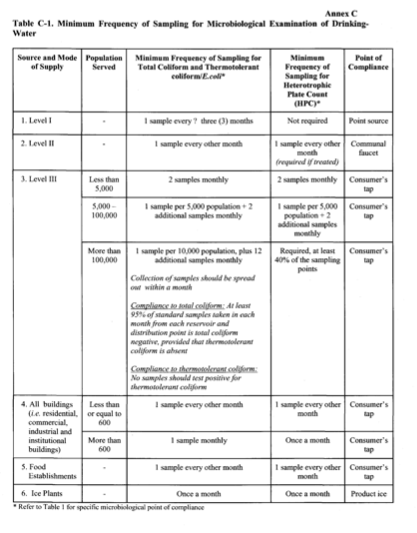 Annex C
Table C-1. Minimum Frequency of Sampling for Microbiological Examination of Drinking-
Water
Source and Mode of Supply
Population Served
Minimum Frequency of Sampling for Total Coliform and Thermotolerant coliform/E.coli*
Minimum Frequency of Sampling for Heterotrophic Plate Count (HPC)*
Point of Compliance
1. Level I
-
1 sample every ? three (3) months
Not required
Point source
2. Level II
-
1 sample every other month
1 sample every other month
(required if treated)
Communal faucet
3. Level III
Less than 5,000
2 samples monthly
2 samples monthly
Consumer's tap
5,000 – 100,000
1 sample per 5,000 population + 2 additional samples monthly
1 sample per 5,000 population + 2 additional samples monthly
Consumer's tap
More than 100,000
1 sample per 10,000 population, plus 12 additional samples monthly
Collection of samples should be spread out within a month
Compliance to total coliform: At least 95% of standard samples taken in each month from each reservoir and distribution point is total coliform negative, provided that thermotolerant coliform is absent
Compliance to thermotolerant coliform: No samples should test positive for thermotolerant coliform
Required, at least 40% of the sampling points
Consumer's tap
4. All buildings (i.e. residential, commercial, industrial and institutional buildings)
Less than or equal to 600
1 sample every other month
1 sample every other month
Consumer's tap
More than 600
1 sample monthly
Once a month
Consumer's tap
5. Food Establishments
-
1 sample every other month
1 sample every other month
Consumer's tap
6. Ice Plants
-
Once a month
Once a month
Product ice
* Refer to Table 1 for specific microbiological point of compliance